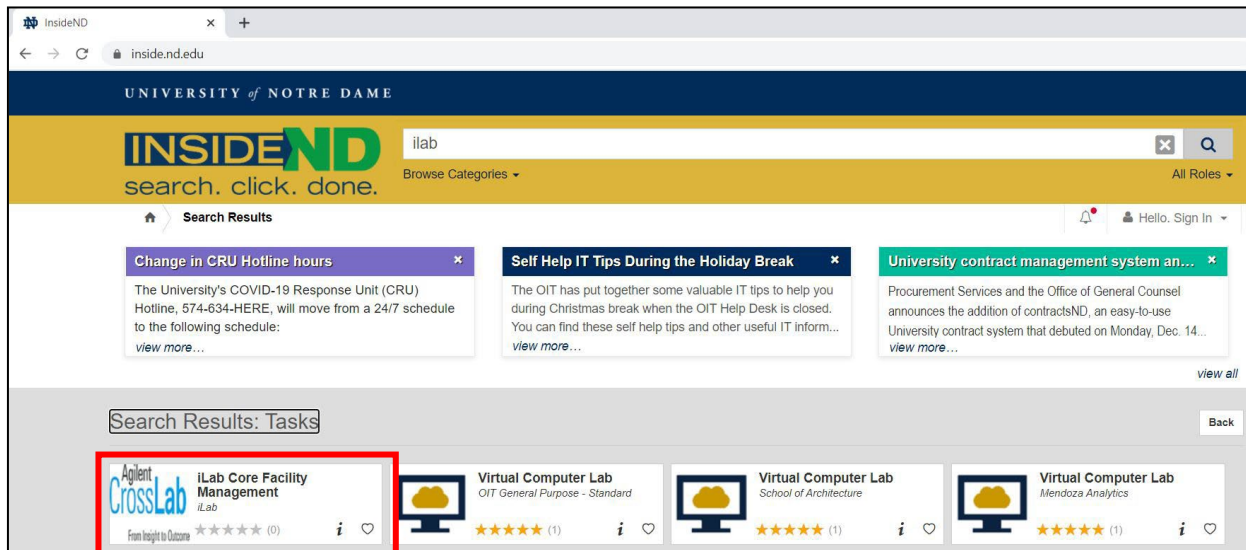 InsideND
inside.nd.edu
UNIVERSITY of NOTRE DAME
INSIDEND
search. click. done.
ilab
Browse Categories
All Roles
Search Results
Hello. Sign In
Change in CRU Hotline hours
The University's COVID-19 Response Unit (CRU)
Hotline, 574-634-HERE, will move from a 24/7 schedule
to the following schedule:
view more…
Self Help IT Tips During the Holiday Break
The OIT has put together some valuable IT tips to help you
during Christmas break when the OIT Help Desk is closed.
You can find these self help tips and other useful IT inform...
view more…
University contract management system an...
Procurement Services and the Office of General Counsel
announces the addition of contractsND, an easy-to-use
University contract system that debuted on Monday, Dec. 14...
view more…
view all
Search Results: Tasks
Back
Agilent
CrossLab
From Insight to Outcome
iLab Core Facility
Management
iLab
(0)
i
Virtual Computer Lab
OIT General Purpose - Standard
(1)
i
Virtual Computer Lab
School of Architecture
(1)
i
Virtual Computer Lab
Mendoza Analytics
(1)
i